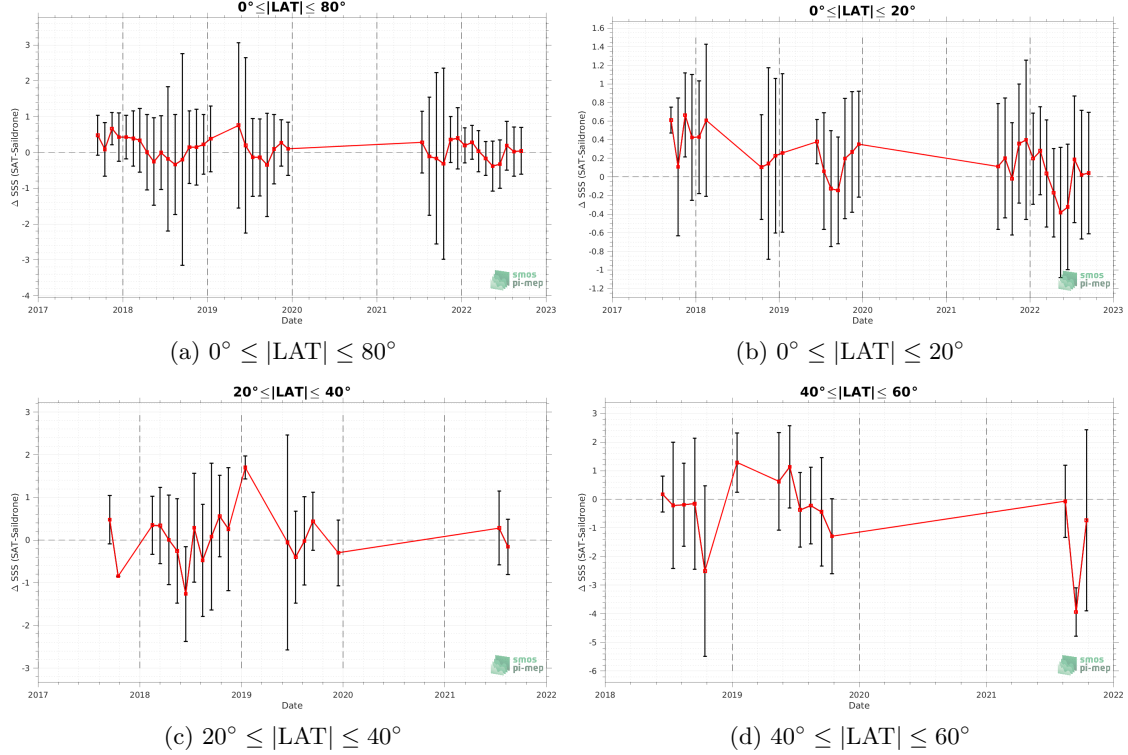 0°≤|LAT|≤ 80°
Δ SSS (SAT-Saildrone)
3
2
1
0
-1
-2
-3
-4
2017
2018
2019
2020
2021
2022
2023
Date
smos
pi-mep
(a) 0° ≤ |LAT| ≤ 80°
0°≤|LAT|≤ 20°
Δ SSS (SAT-Saildrone)
1.6
1.4
1.2
1
0.8
0.6
0.4
0.2
0
-0.2
-0.4
-0.6
-0.8
-1
-1.2
2017
2018
2019
2020
2021
2022
2023
Date
smos
pi-mep
(b) 0° ≤ |LAT| ≤ 20°
20°≤|LAT|≤ 40°
Δ SSS (SAT-Saildrone)
3
2
1
0
-1
-2
-3
2017
2018
2019
2020
2021
2022
Date
smos
pi-mep
(c) 20° ≤ |LAT| ≤ 40°
40°≤|LAT|≤ 60°
Δ SSS (SAT-Saildrone)
3
2
1
0
-1
-2
-3
-4
-5
-6
2018
2019
2020
2021
2022
Date
smos
pi-mep
(d) 40° ≤ |LAT| ≤ 60°